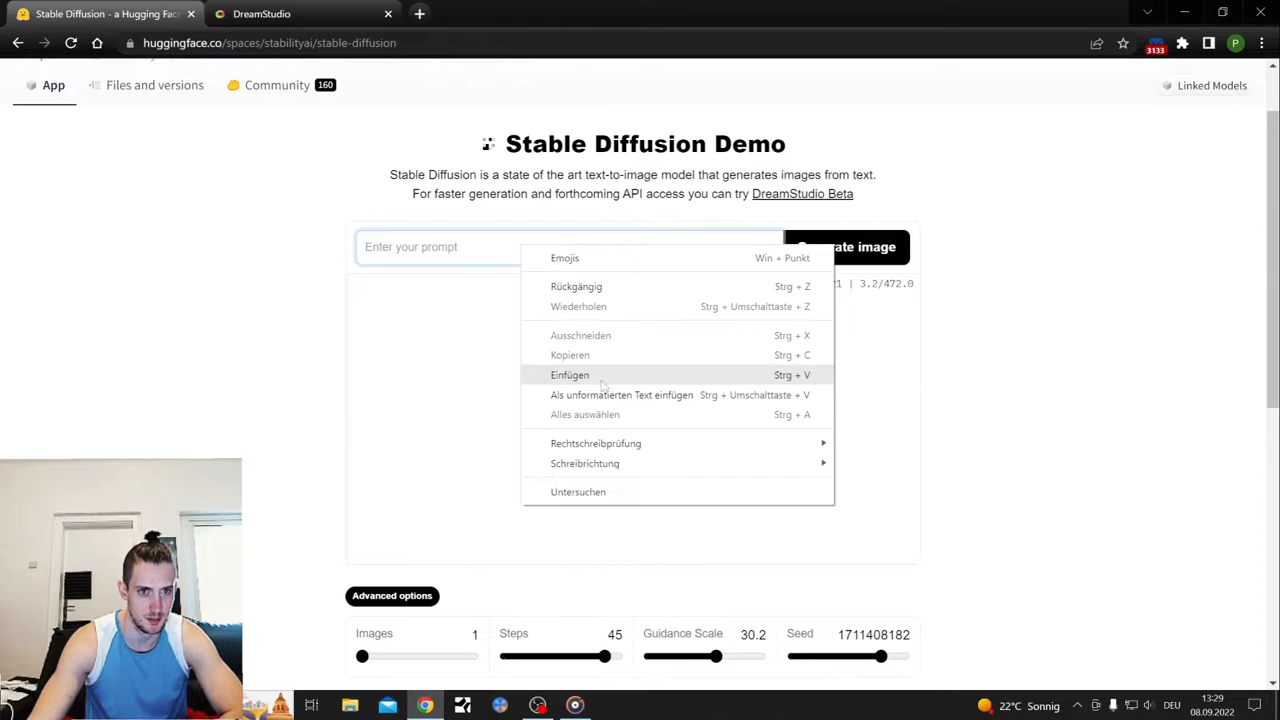 Stable Diffusion - a Hugging Fac
DreamStudio
huggingface.co/spaces/stabilityai/stable-diffusion
3133
P
App
Files and versions
Community 160
Linked Models
Stable Diffusion Demo
Stable Diffusion is a state of the art text-to-image model that generates images from text.
For faster generation and forthcoming API access you can try DreamStudio Beta
Enter your prompt
ate image
Emojis Win + Punkt
1 | 3.2/472.0
Rückgängig Strg + Z
Wiederholen Strg + Umschalttaste + Z
Ausschneiden Strg + X
Kopieren Strg + C
Einfügen Strg + V
Als unformatierten Text einfügen Strg + Umschalttaste + V
Alles auswählen Strg + A
Rechtschreibprüfung
Schreibrichtung
Untersuchen
Advanced options
Images 1
Steps 45
Guidance Scale 30.2
Seed 1711408182
22°C Sonnig
DEU
13:29
08.09.2022